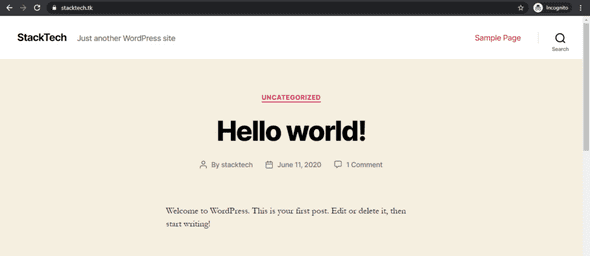 stacktech.tk
Incognito
StackTech Just another WordPress site Sample Page
Search
UNCATEGORIZED
Hello world!
By stacktech June 11, 2020 1 Comment
Welcome to WordPress. This is your first post. Edit or delete it, then
start writing!